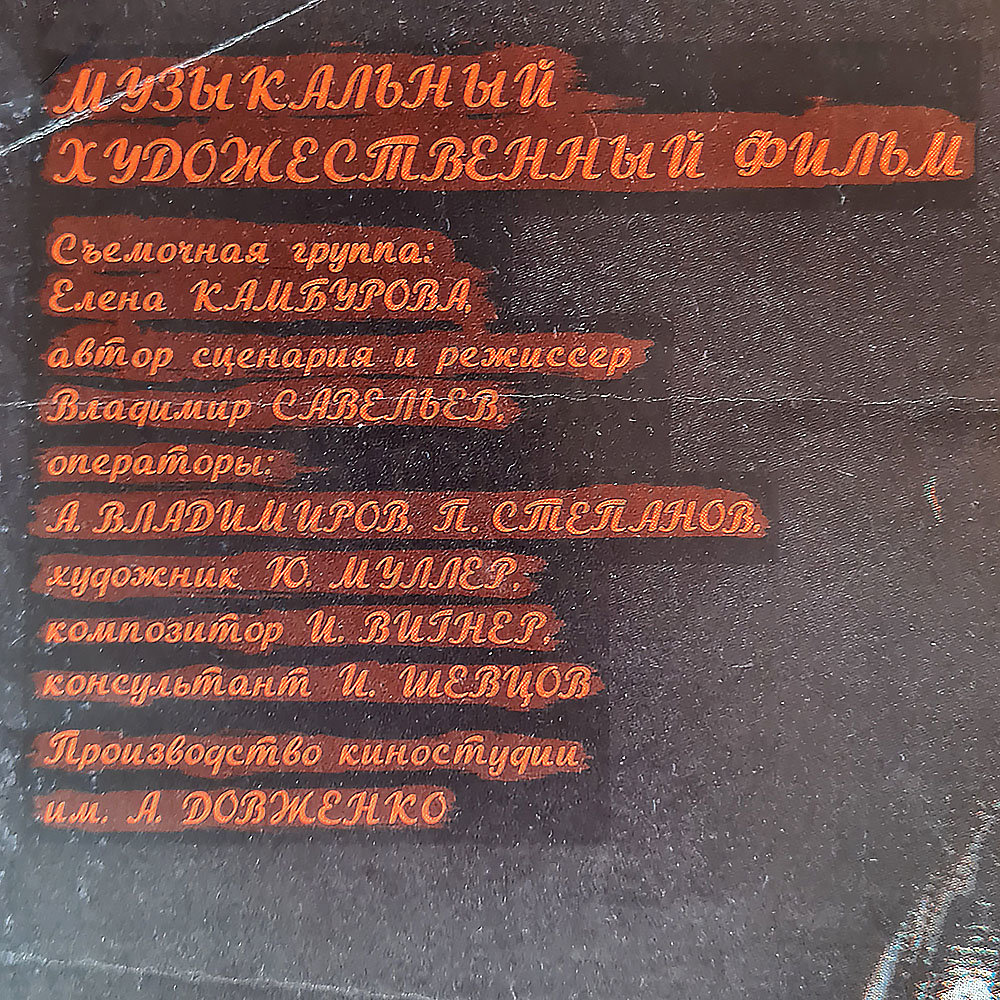 МУЗЫКАЛЬНЫЙ
ХУДОЖЕСТВЕННЫЙ ФИЛЬМ
Съемочная группа:
Елена КАМБУРОВА,
автор сценария и режиссер
Владимир САВЕЛЬЕВ,
операторы:
А. ВЛАДИМИРОВ, П. СТЕПАНОВ,
художник Ю. МУЛЛЕР,
композитор И. ВИГНЕР,
консультант И. ШЕВЦОВ
Производство киностудии
им. А. ДОВЖЕНКО